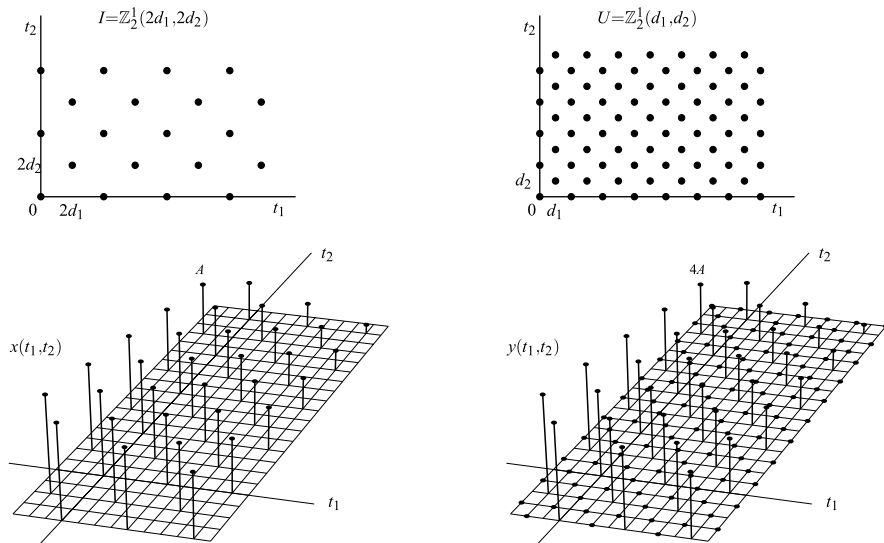 t₂
I=ℤ₂¹(2d₁,2d₂)
2d₂
0
2d₁
t₁
t₂
U=ℤ₂¹(d₁,d₂)
d₂
0
d₁
t₁
A
t₂
x(t₁,t₂)
t₁
4A
t₂
y(t₁,t₂)
t₁